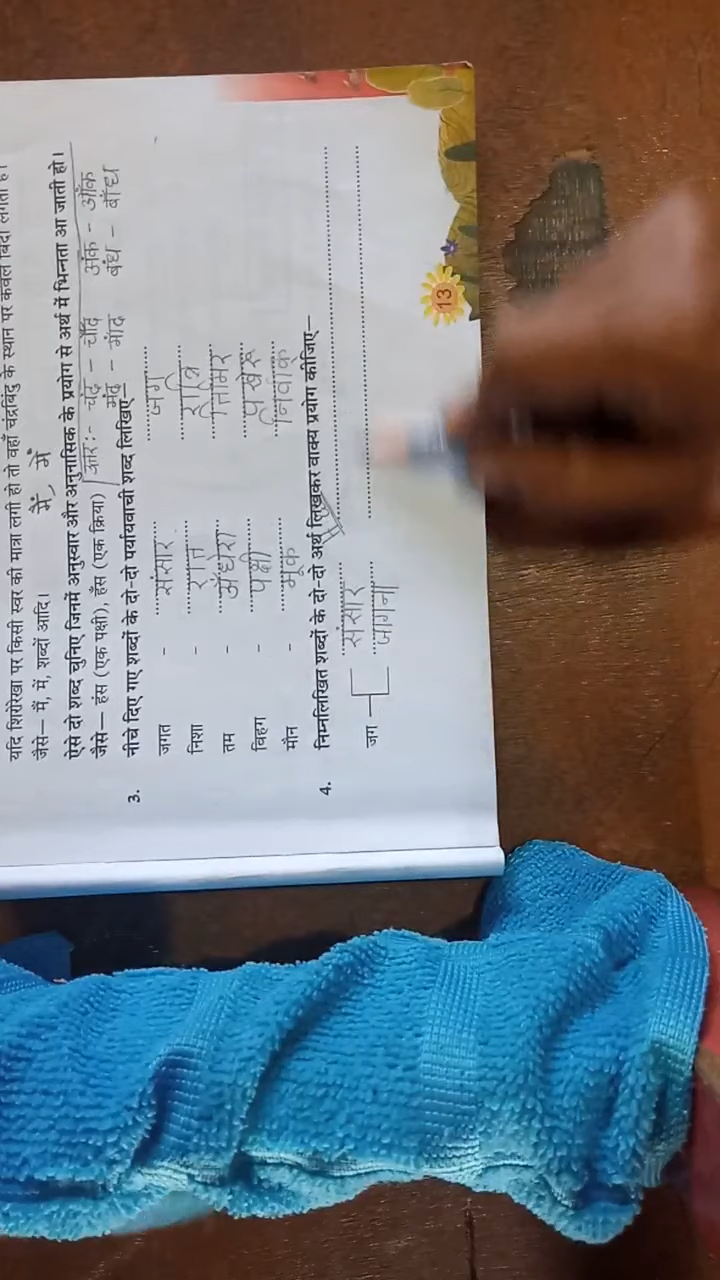 यदि शिरोरेखा पर किसी स्वर की मात्रा लगी हो तो वहाँ चंद्रबिंदु के स्थान पर केवल बिंदी लगती है।
जैसे— मैं, में, शब्दों आदि। मैं, में
ऐसे दो शब्द चुनिए जिनमें अनुस्वार और अनुनासिक के प्रयोग से अर्थ में भिन्नता आ जाती हो।
जैसे— हंस (एक पक्षी), हँस (एक क्रिया) :- चंद - चाँद अंक - आँक
बंध - बाँध
3. नीचे दिए गए शब्दों के दो-दो पर्यायवाची शब्द लिखिए—
जगत - संसार जग
निशा - रात रात्रि
तम - अँधेरा तिमिर
विहग - पक्षी पखेरू
मौन - मूक निर्वाक
4. निम्नलिखित शब्दों के दो-दो अर्थ लिखकर वाक्य प्रयोग कीजिए—
संसार
जग
जागना
13